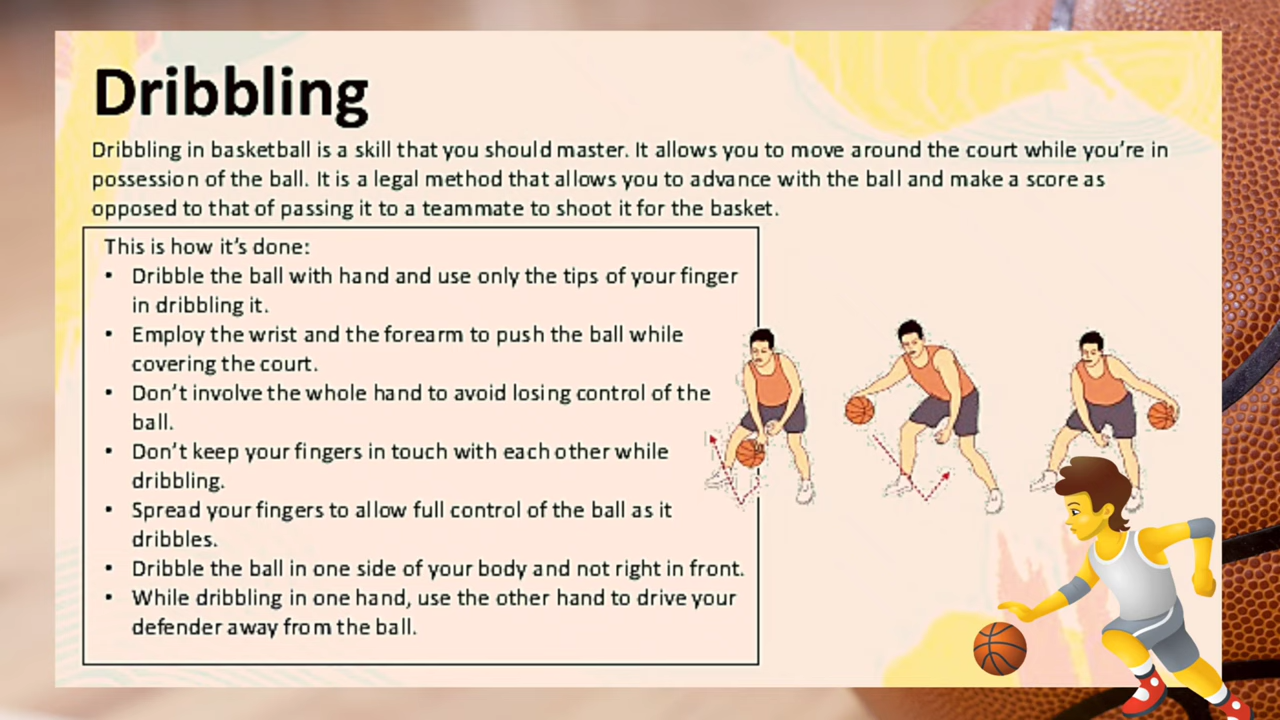 Dribbling
Dribbling in basketball is a skill that you should master. It allows you to move around the court while you're in
possession of the ball. It is a legal method that allows you to advance with the ball and make a score as
opposed to that of passing it to a teammate to shoot it for the basket.
This is how it's done:
• Dribble the ball with hand and use only the tips of your finger
in dribbling it.
• Employ the wrist and the forearm to push the ball while
covering the court.
• Don't involve the whole hand to avoid losing control of the
ball.
• Don't keep your fingers in touch with each other while
dribbling.
• Spread your fingers to allow full control of the ball as it
dribbles.
• Dribble the ball in one side of your body and not right in front.
• While dribbling in one hand, use the other hand to drive your
defender away from the ball.